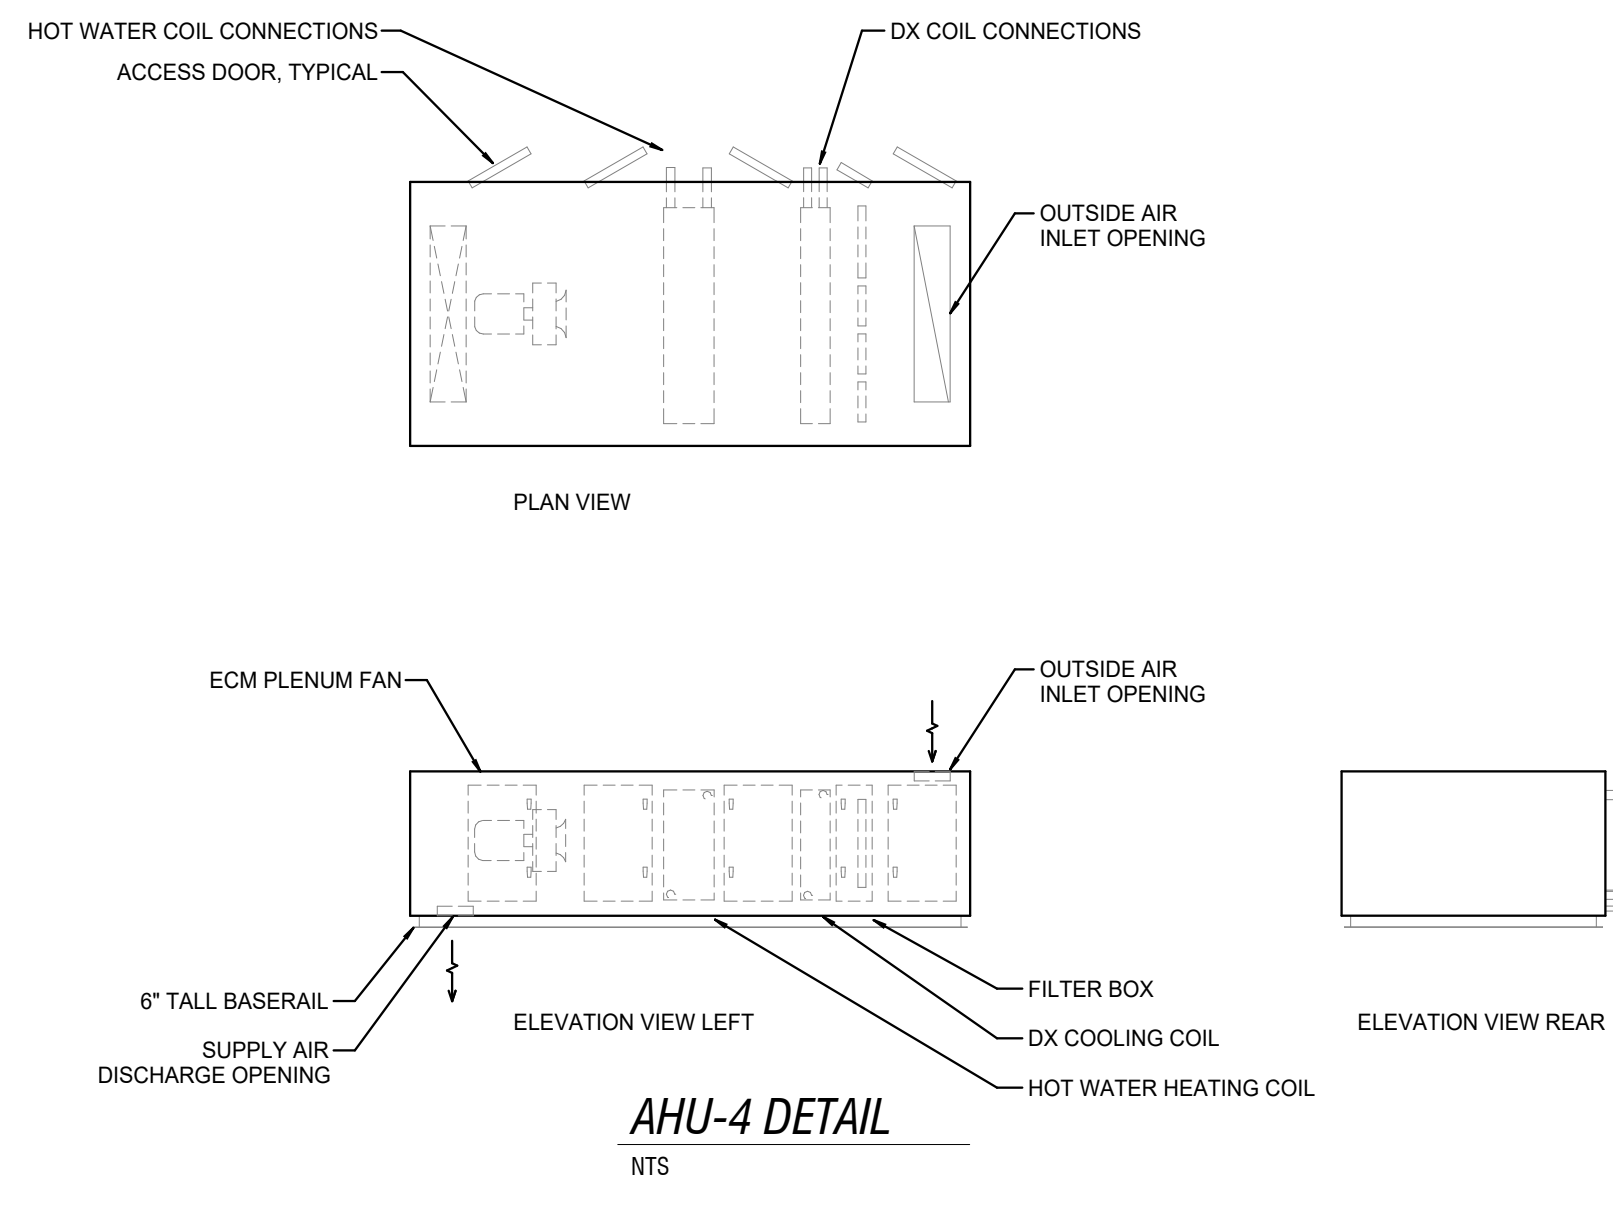 HOT WATER COIL CONNECTIONS
DX COIL CONNECTIONS
ACCESS DOOR, TYPICAL
OUTSIDE AIR
INLET OPENING
PLAN VIEW
ECM PLENUM FAN
OUTSIDE AIR
INLET OPENING
6" TALL BASERAIL
SUPPLY AIR
DISCHARGE OPENING
ELEVATION VIEW LEFT
FILTER BOX
DX COOLING COIL
HOT WATER HEATING COIL
ELEVATION VIEW REAR
AHU-4 DETAIL
NTS